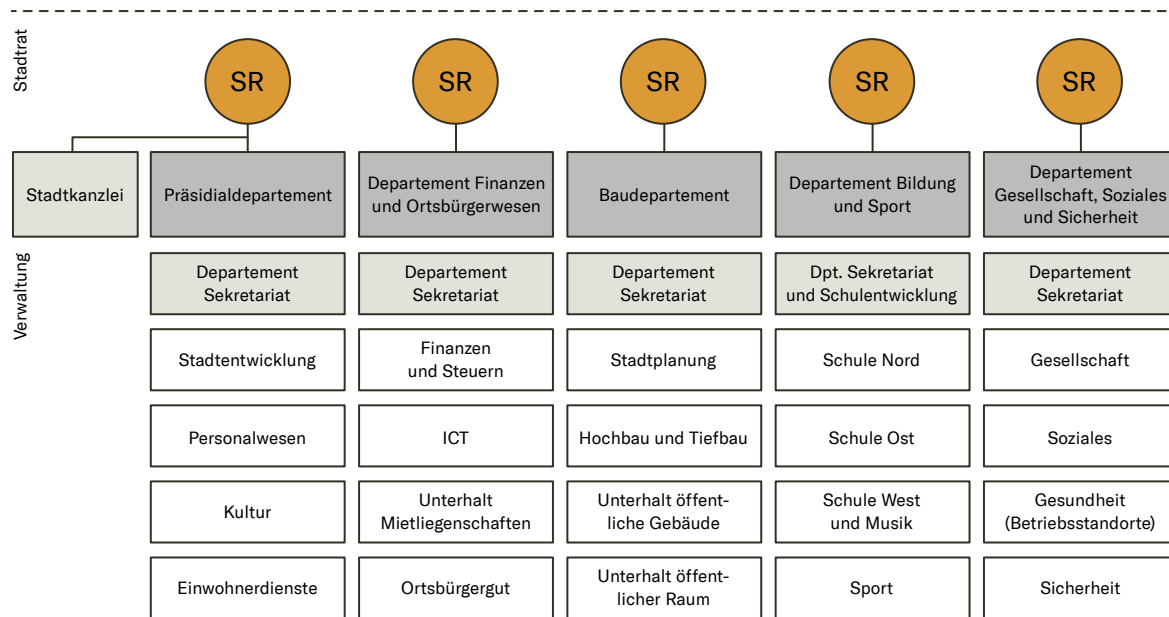 Stadtrat
SR
SR
SR
SR
SR
Stadtkanzlei
Präsidialdepartement
Departement Finanzen
und Ortsbürgerwesen
Baudepartement
Departement Bildung
und Sport
Departement
Gesellschaft, Soziales
und Sicherheit
Verwaltung
Departement
Sekretariat
Departement
Sekretariat
Departement
Sekretariat
Dpt. Sekretariat
und Schulentwicklung
Departement
Sekretariat
Stadtentwicklung
Finanzen
und Steuern
Stadtplanung
Schule Nord
Gesellschaft
Personalwesen
ICT
Hochbau und Tiefbau
Schule Ost
Soziales
Kultur
Unterhalt
Mietliegenschaften
Unterhalt öffent-
liche Gebäude
Schule West
und Musik
Gesundheit
(Betriebsstandorte)
Einwohnerdienste
Ortsbürgergut
Unterhalt öffent-
licher Raum
Sport
Sicherheit